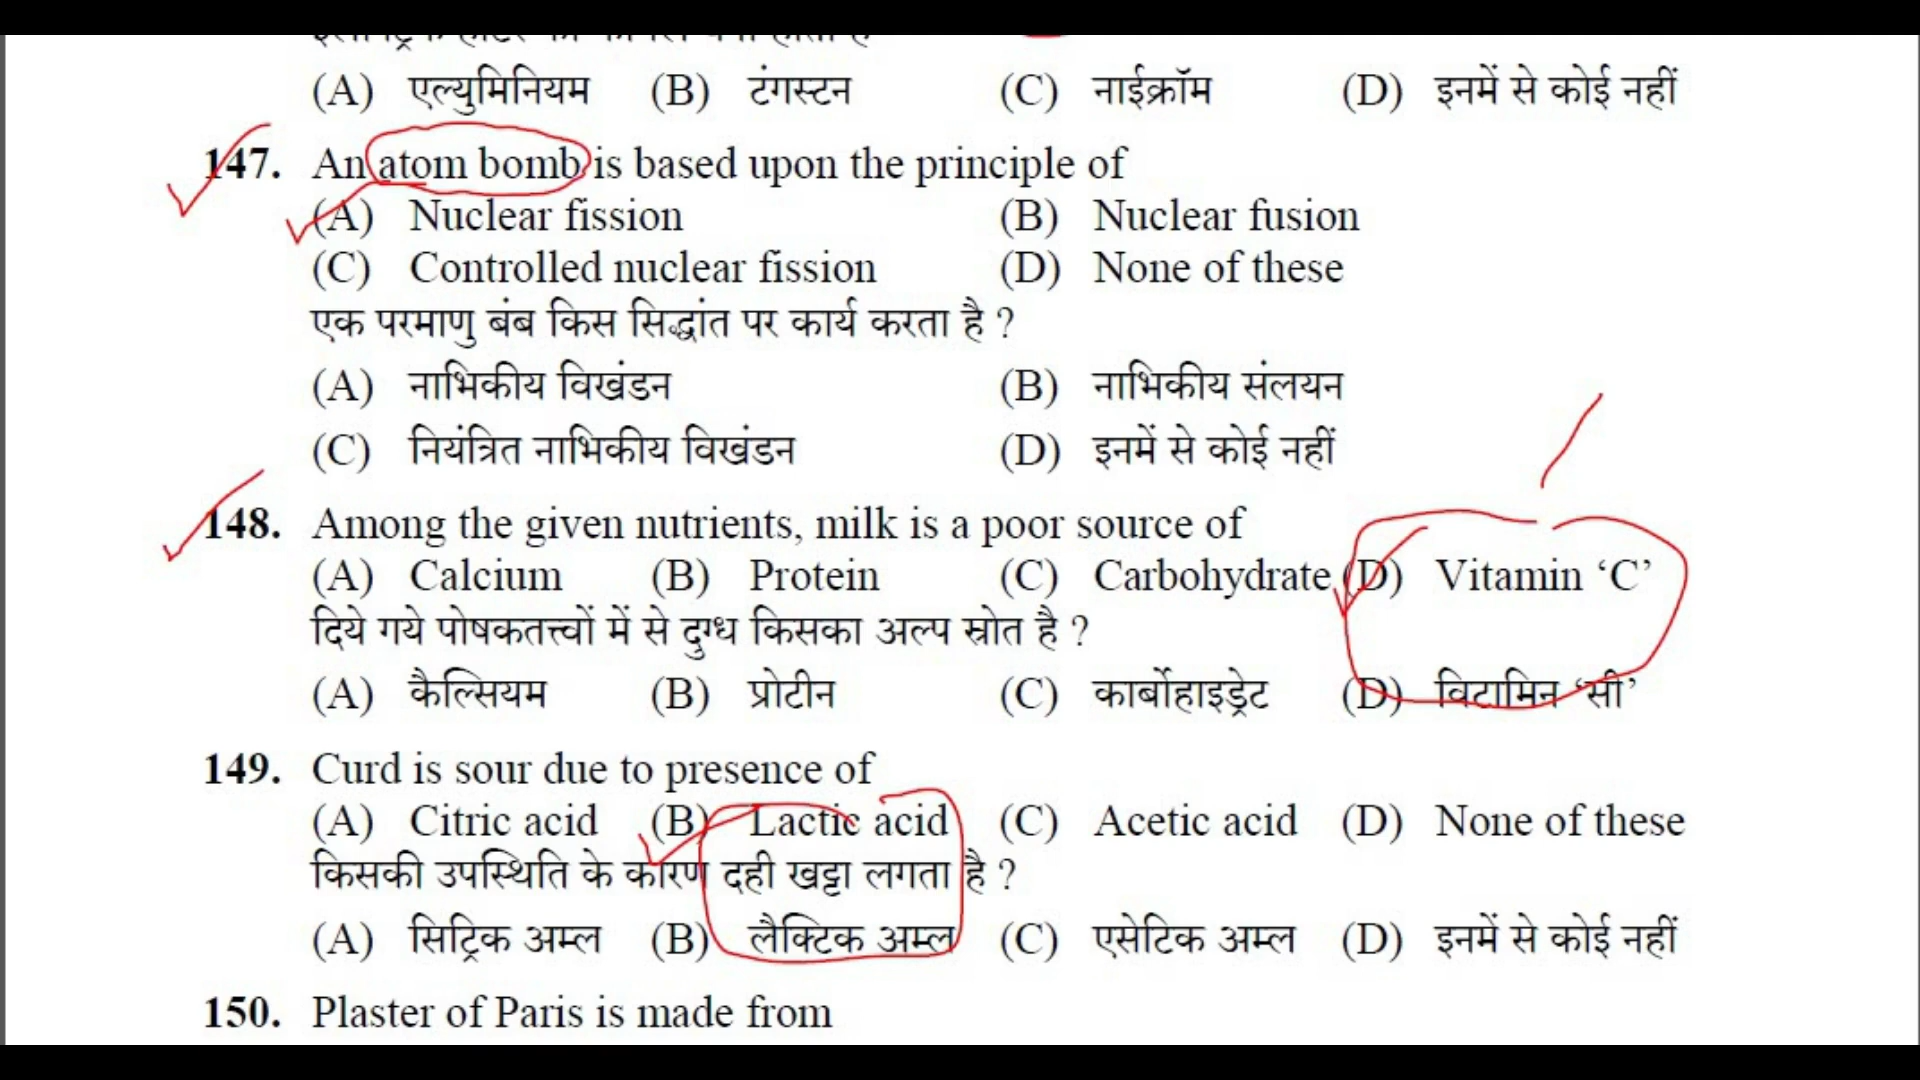 (A) एल्युमिनियम (B) टंगस्टन (C) नाईक्रॉम (D) इनमें से कोई नहीं
147. An atom bomb is based upon the principle of
(A) Nuclear fission (B) Nuclear fusion
(C) Controlled nuclear fission (D) None of these
एक परमाणु बंब किस सिद्धांत पर कार्य करता है ?
(A) नाभिकीय विखंडन (B) नाभिकीय संलयन
(C) नियंत्रित नाभिकीय विखंडन (D) इनमें से कोई नहीं
148. Among the given nutrients, milk is a poor source of
(A) Calcium (B) Protein (C) Carbohydrate (D) Vitamin ‘C’
दिये गये पोषकतत्त्वों में से दुग्ध किसका अल्प स्रोत है ?
(A) कैल्सियम (B) प्रोटीन (C) कार्बोहाइड्रेट (D) विटामिन ‘सी’
149. Curd is sour due to presence of
(A) Citric acid (B) Lactic acid (C) Acetic acid (D) None of these
किसकी उपस्थिति के कारण दही खट्टा लगता है ?
(A) सिट्रिक अम्ल (B) लैक्टिक अम्ल (C) एसेटिक अम्ल (D) इनमें से कोई नहीं
150. Plaster of Paris is made from